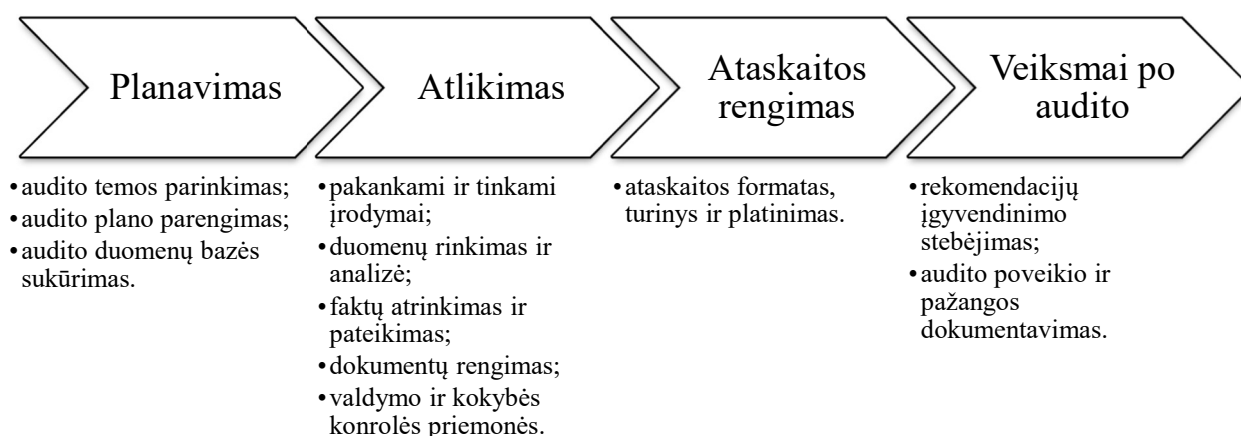 Planavimas
Atlikimas
Ataskaitos
rengimas
Veiksmai po
audito
•audito temos parinkimas;
•audito plano parengimas;
•audito duomenų bazės
sukūrimas.
•pakankami ir tinkami
įrodymai;
•duomenų rinkimas ir
analizė;
•faktų atrinkimas ir
pateikimas;
•dokumentų rengimas;
•valdymo ir kokybės
konrolės priemonės.
•ataskaitos formatas,
turinys ir platinimas.
•rekomendacijų
įgyvendinimo
stebėjimas;
•audito poveikio ir
pažangos
dokumentavimas.